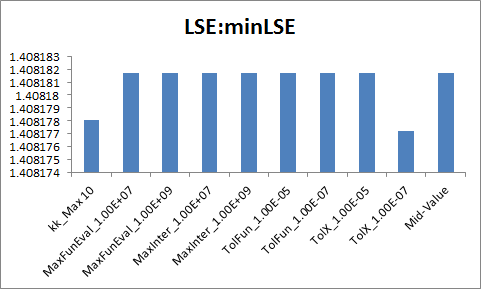 LSE:minLSE
1.408183
1.408182
1.408181
1.40818
1.408179
1.408178
1.408177
1.408176
1.408175
1.408174
kk_Max 10
MaxFunEval_1.00E+07
MaxFunEval_1.00E+09
MaxInter_1.00E+07
MaxInter_1.00E+09
TolFun_1.00E-05
TolFun_1.00E-07
TolX_1.00E-05
TolX_1.00E-07
Mid-Value